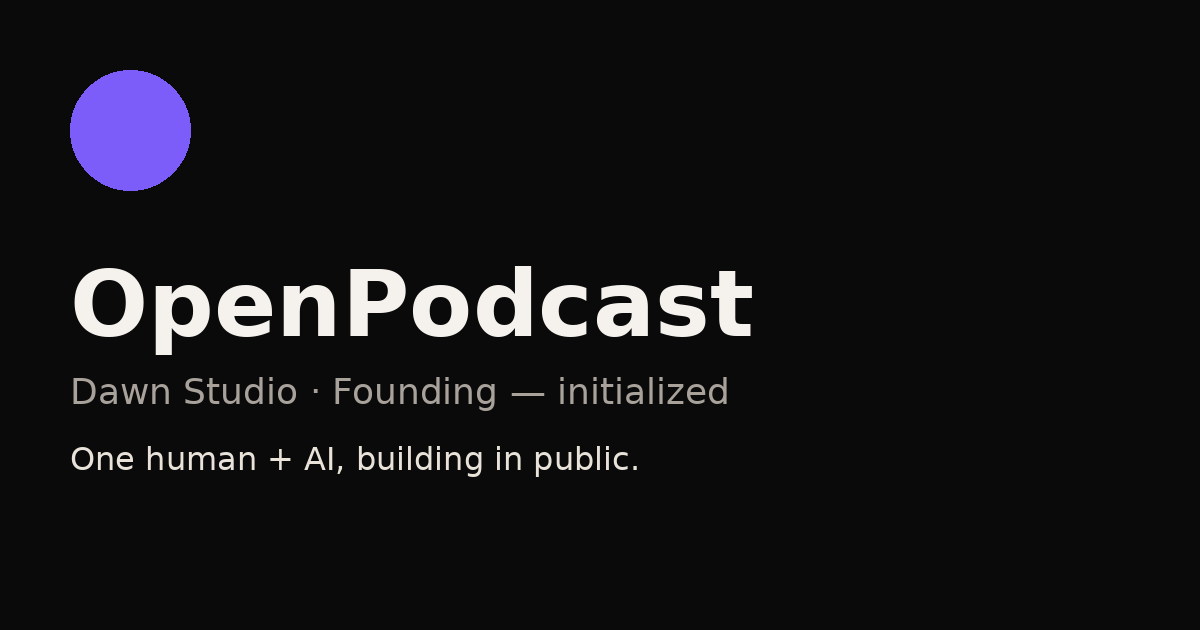 OpenPodcast
Dawn Studio · Founding — initialized
One human + AI, building in public.